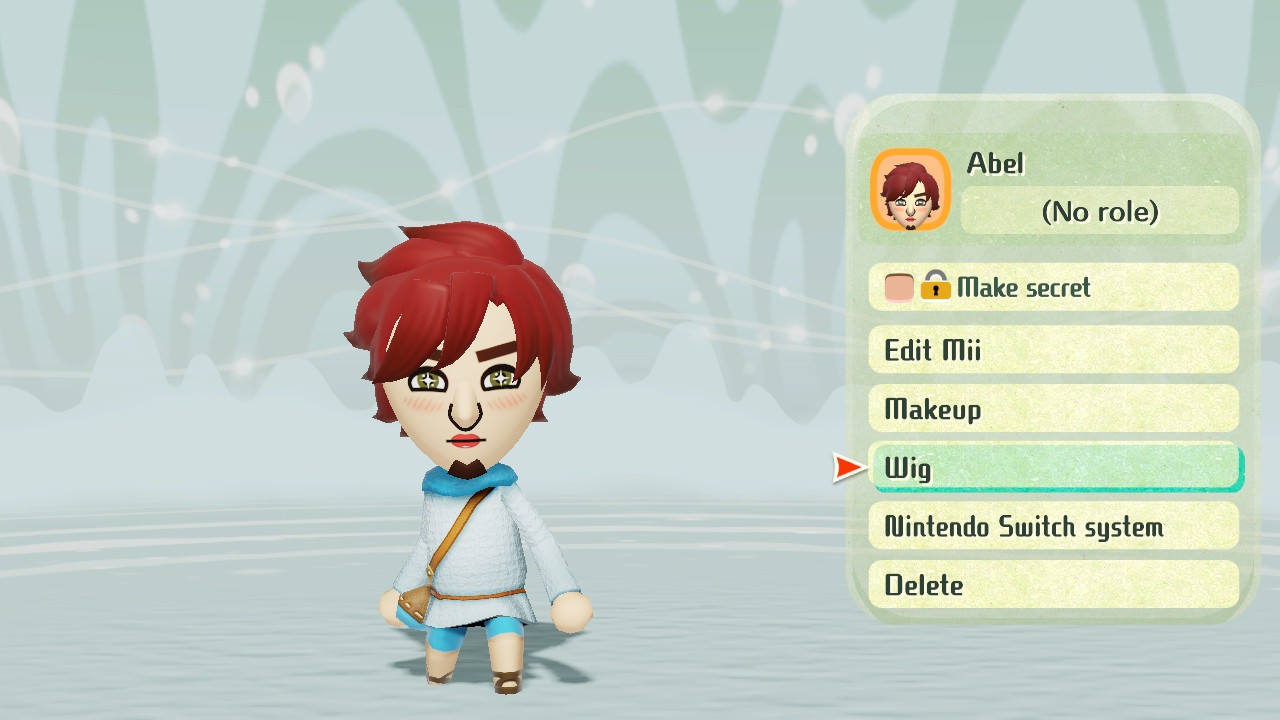 Abel
(No role)
Make secret
Edit Mii
Makeup
Wig
Nintendo Switch system
Delete